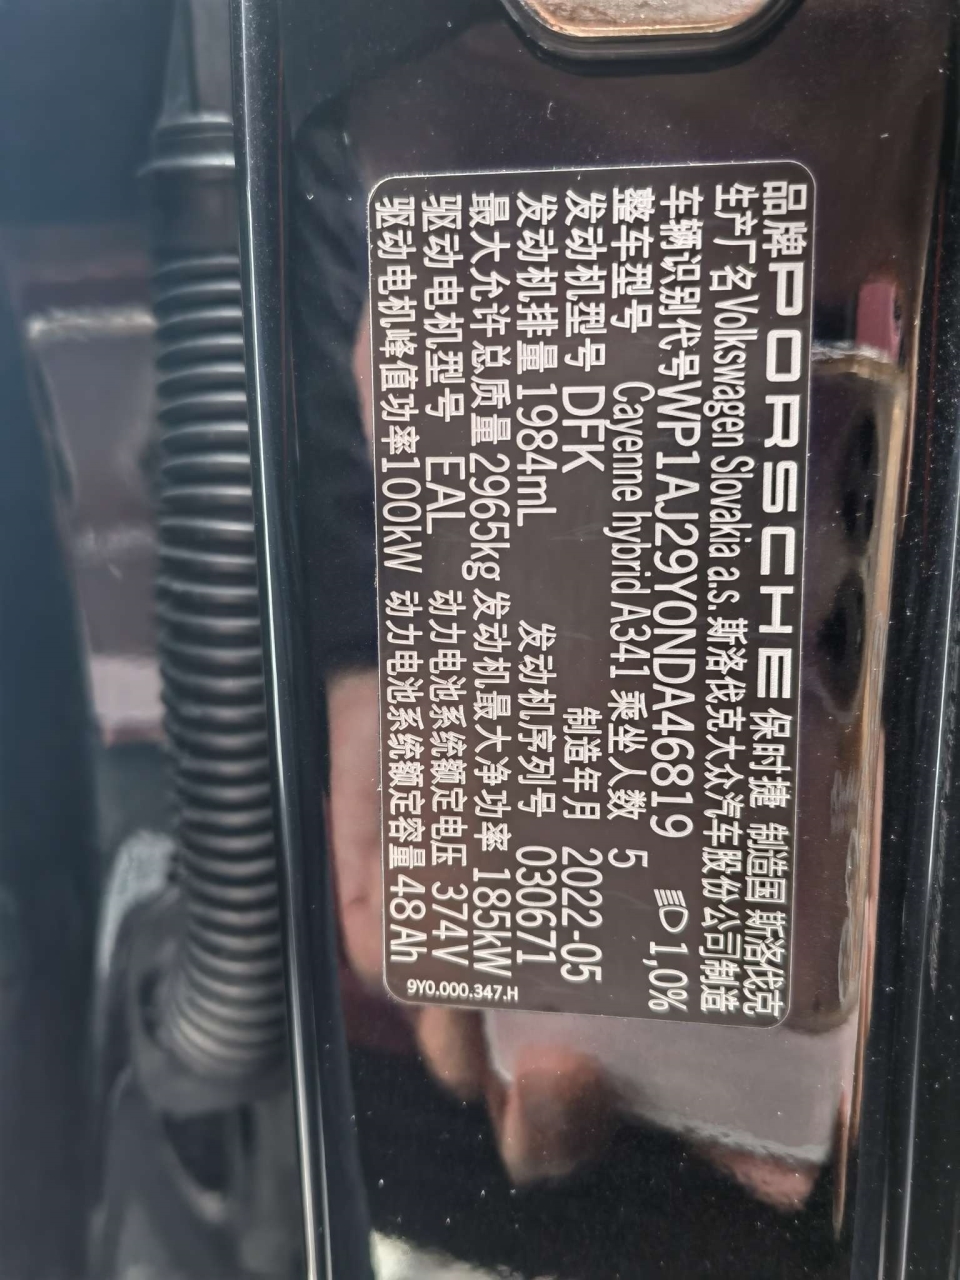 品牌 PORSCHE 保时捷 制造国 斯洛伐克
生产厂名 Volkswagen Slovakia a.s. 斯洛伐克大众汽车股份公司制造
车辆识别代号 WP1AJ29Y0NDA46819 1,0%
整车型号 Cayenne hybrid A341 乘坐人数 5
发动机型号 DFK 制造年月 2022-05
发动机排量 1984mL 发动机序列号 030671
最大允许总质量 2965kg 发动机最大净功率 185kW
驱动电机型号 EAL 动力电池系统额定电压 374V
驱动电机峰值功率 100kW 动力电池系统额定容量 48Ah
9Y0.000.347.H